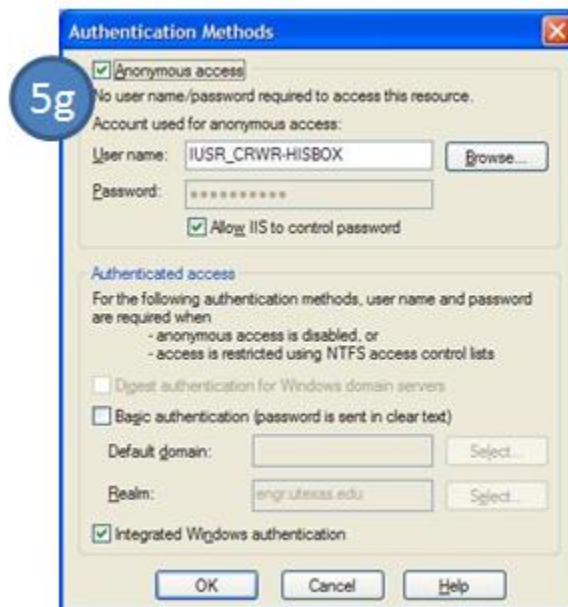 Authentication Methods
5g
Anonymous access
No user name/password required to access this resource.
Account used for anonymous access:
User name: IUSR_CRWR-HISBOX Browse...
Password: ••••••••••
Allow IIS to control password
Authenticated access
For the following authentication methods, user name and password
are required when
- anonymous access is disabled, or
- access is restricted using NTFS access control lists
Digest authentication for Windows domain servers
Basic authentication (password is sent in clear text)
Default domain: Select...
Realm: engr.utexas.edu Select...
Integrated Windows authentication
OK Cancel Help